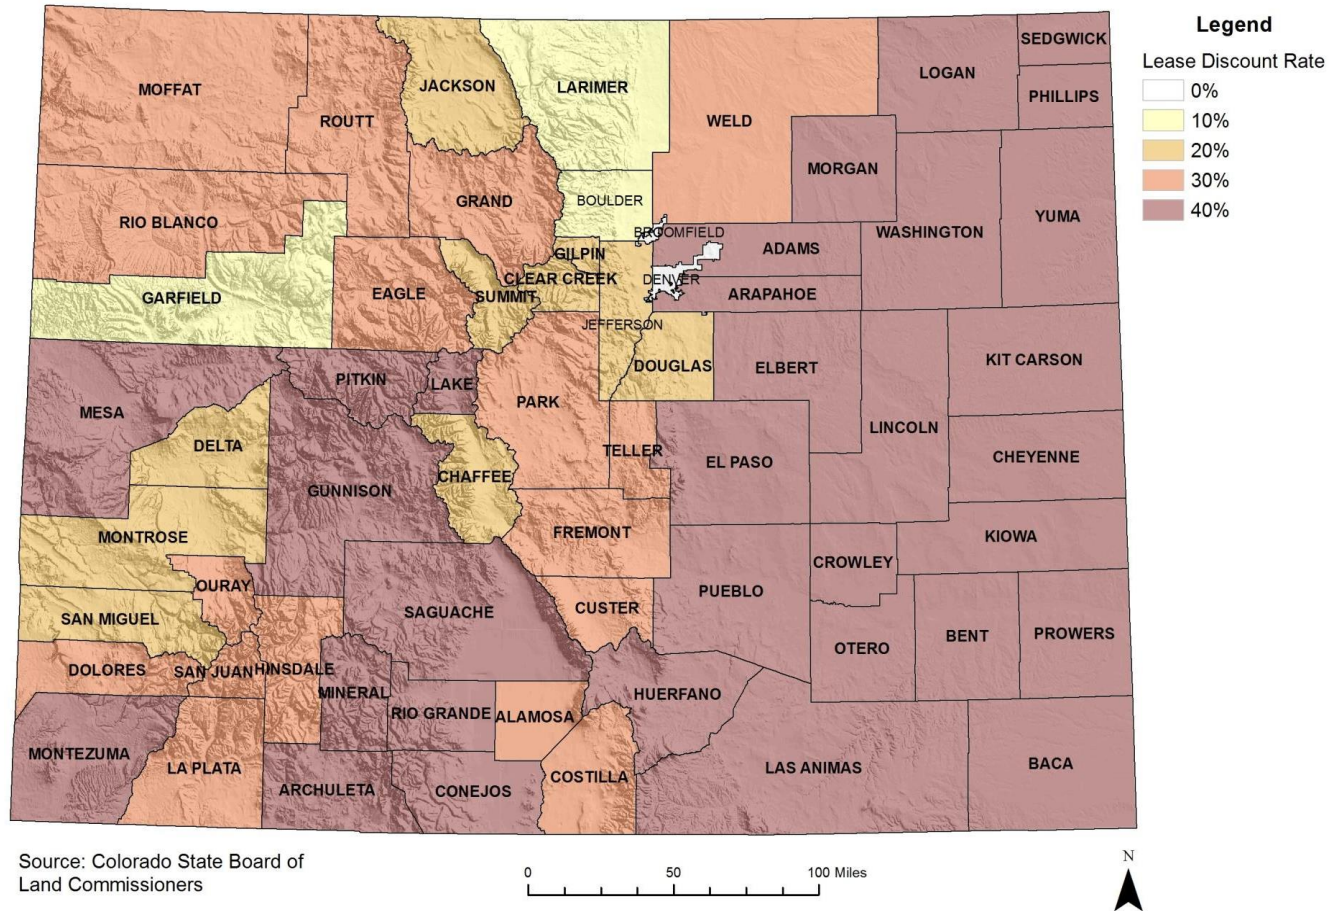 Legend
Lease Discount Rate
0%
10%
20%
30%
40%
MOFFAT
ROUTT
JACKSON
LARIMER
WELD
LOGAN
SEDGWICK
PHILLIPS
MORGAN
RIO BLANCO
GRAND
BOULDER
WASHINGTON
YUMA
BROOMFIELD
ADAMS
GILPIN
CLEAR CREEK
DENVER
GARFIELD
EAGLE
SUMMIT
ARAPAHOE
JEFFERSON
DOUGLAS
ELBERT
KIT CARSON
MESA
PITKIN
LAKE
PARK
LINCOLN
DELTA
TELLER
EL PASO
CHEYENNE
GUNNISON
CHAFFEE
MONTROSE
FREMONT
KIOWA
CROWLEY
OURAY
SAN MIGUEL
SAGUACHE
CUSTER
PUEBLO
OTERO
BENT
PROWERS
DOLORES
SAN JUAN
HINSDALE
MINERAL
RIO GRANDE
ALAMOSA
HUERFANO
MONTEZUMA
LA PLATA
ARCHULETA
CONEJOS
COSTILLA
LAS ANIMAS
BACA
Source: Colorado State Board of
Land Commissioners
0 50 100 Miles
N